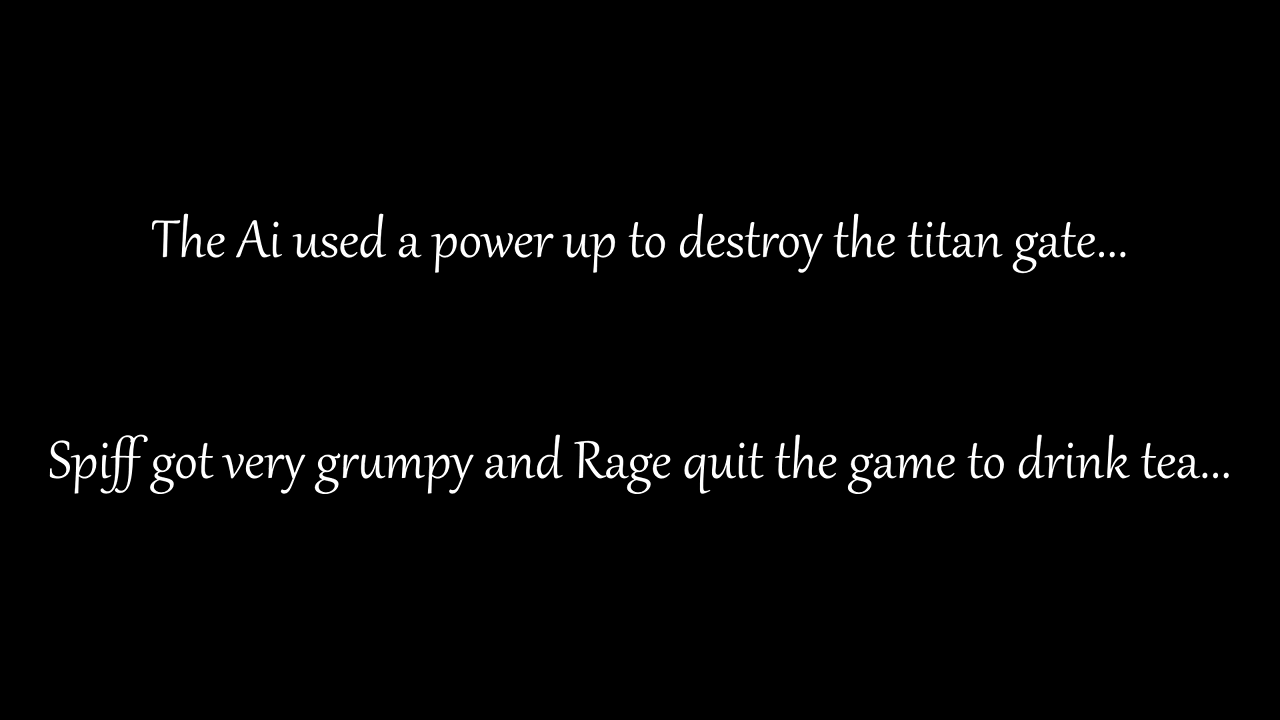 The Ai used a power up to destroy the titan gate...
Spiff got very grumpy and Rage quit the game to drink tea...